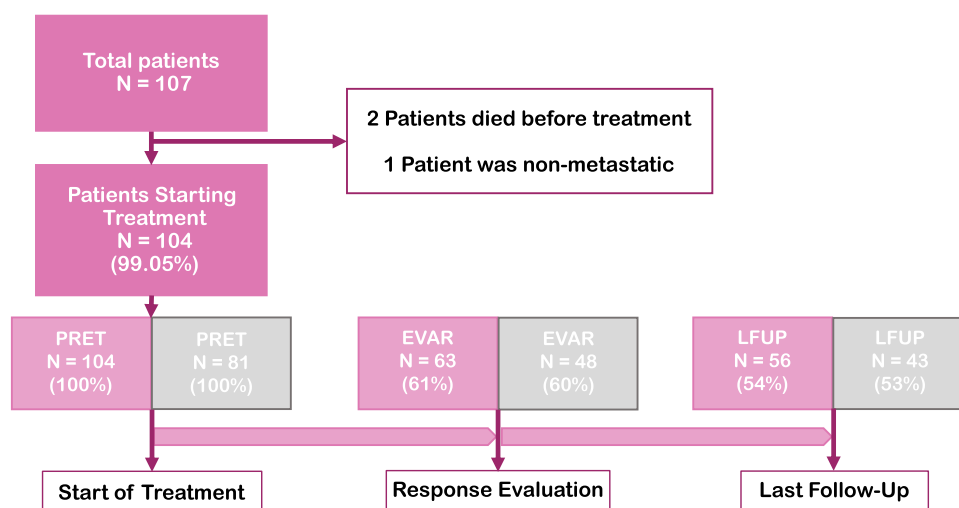 Total patients
N = 107
2 Patients died before treatment
1 Patient was non-metastatic
Patients Starting
Treatment
N = 104
(99.05%)
PRET
N = 104
(100%)
PRET
N = 81
(100%)
EVAR
N = 63
(61%)
EVAR
N = 48
(60%)
LFUP
N = 56
(54%)
LFUP
N = 43
(53%)
Start of Treatment
Response Evaluation
Last Follow-Up